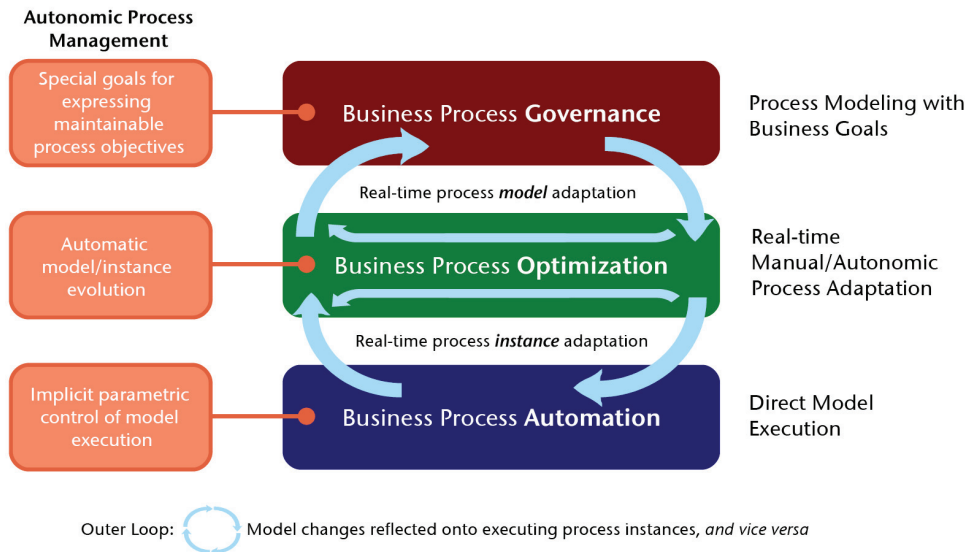 Autonomic Process
Management
Special goals for
expressing
maintainable
process objectives
Business Process Governance
Process Modeling with
Business Goals
Real-time process model adaptation
Automatic
model/instance
evolution
Business Process Optimization
Real-time
Manual/Autonomic
Process Adaptation
Real-time process instance adaptation
Implicit parametric
control of model
execution
Business Process Automation
Direct Model
Execution
Outer Loop: Model changes reflected onto executing process instances, and vice versa